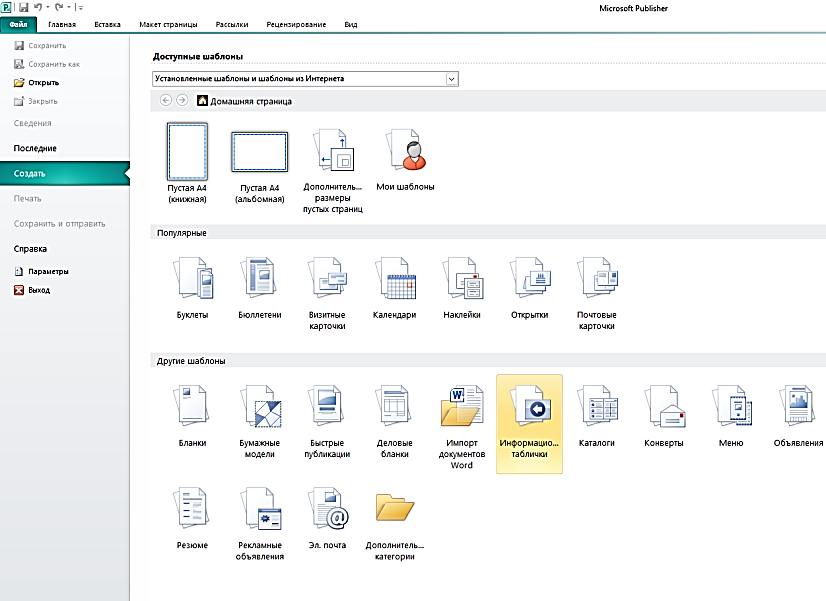 Microsoft Publisher
Файл Главная Вставка Макет страницы Рассылки Рецензирование Вид
Сохранить
Сохранить как
Открыть
Закрыть
Сведения
Последние
Создать
Печать
Сохранить и отправить
Справка
Параметры
Выход
Доступные шаблоны
Установленные шаблоны и шаблоны из Интернета
Домашняя страница
Пустая A4 Пустая A4 Дополнитель... Мои шаблоны
(книжная) (альбомная) размеры
пустых страниц
Популярные
Буклеты Бюллетени Визитные Календари Наклейки Открытки Почтовые
карточки карточки
Другие шаблоны
Бланки Бумажные Быстрые Деловые Импорт Информацио... Каталоги Конверты Меню Объявления
модели публикации бланки документов таблички
Word
Резюме Рекламные Эл. почта Дополнитель...
объявления категории